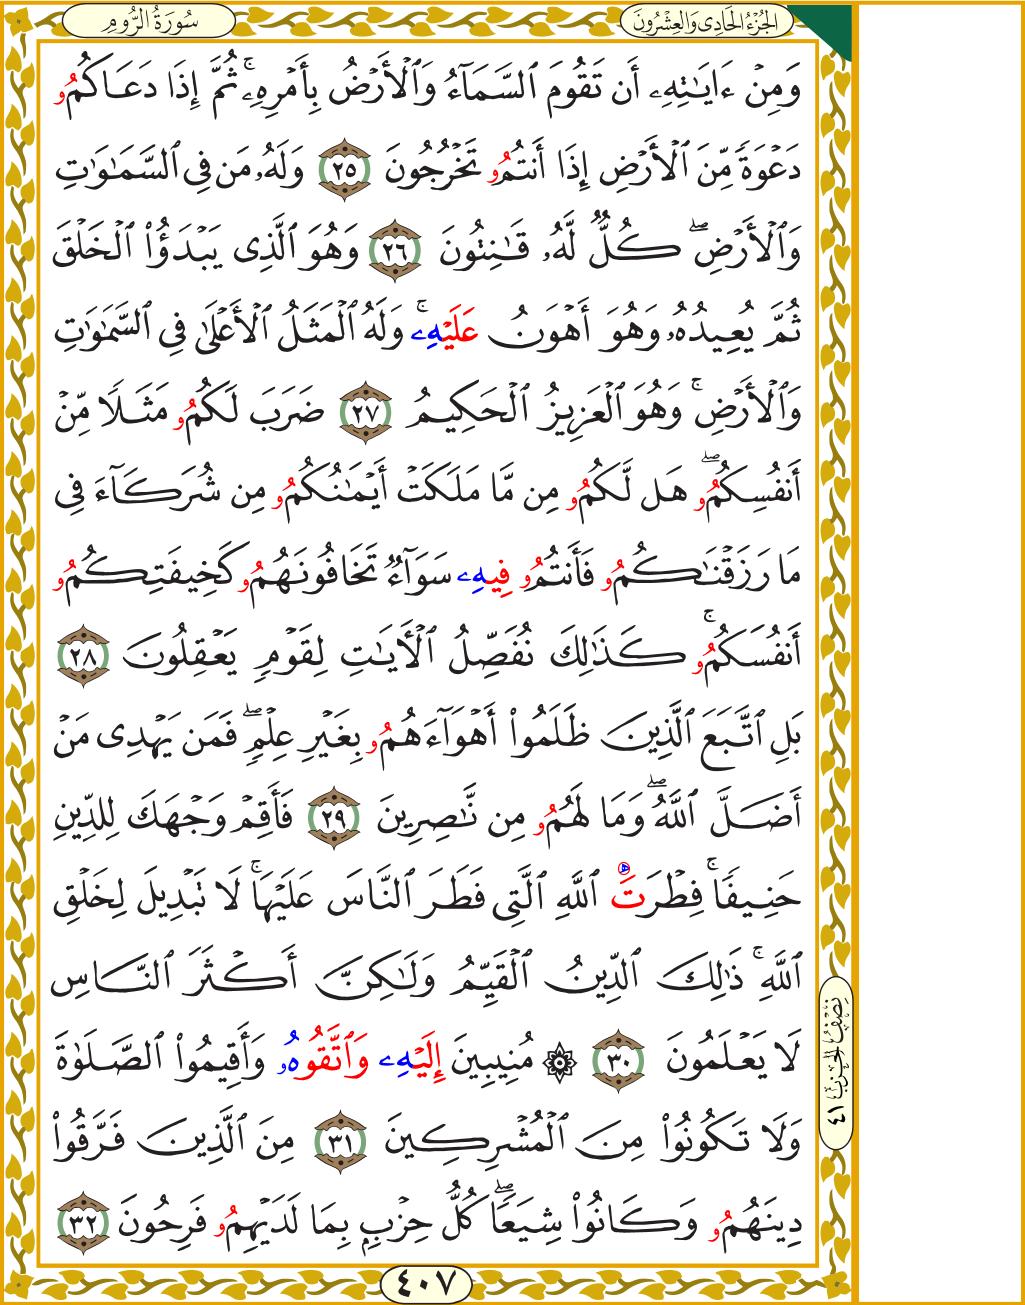 الجُزْءُ الحَادِى وَالعِشْرُونَ
سُورَةُ الرُّومِ
وَمِنْ ءَايَـٰتِهِۦٓ أَن تَقُومَ ٱلسَّمَآءُ وَٱلْأَرْضُ بِأَمْرِهِۦ ۚ ثُمَّ إِذَا دَعَاكُمُۥ
دَعْوَةً مِّنَ ٱلْأَرْضِ إِذَآ أَنتُمُۥ تَخْرُجُونَ ٢٥ وَلَهُۥ مَن فِى ٱلسَّمَـٰوَٰتِ
وَٱلْأَرْضِ ۖ كُلٌّ لَّهُۥ قَـٰنِتُونَ ٢٦ وَهُوَ ٱلَّذِى يَبْدَؤُا۟ ٱلْخَلْقَ
ثُمَّ يُعِيدُهُۥ وَهُوَ أَهْوَنُ عَلَيْهِۦ ۚ وَلَهُ ٱلْمَثَلُ ٱلْأَعْلَىٰ فِى ٱلسَّمَـٰوَٰتِ
وَٱلْأَرْضِ ۚ وَهُوَ ٱلْعَزِيزُ ٱلْحَكِيمُ ٢٧ ضَرَبَ لَكُمُۥ مَثَلًا مِّنْ
أَنفُسِكُمُۥ ۖ هَل لَّكُمُۥ مِن مَّا مَلَكَتْ أَيْمَـٰنُكُمُۥ مِن شُرَكَآءَ فِى
مَا رَزَقْنَـٰكُمُۥ فَأَنتُمُۥ فِيهِۦ سَوَآءٌ تَخَافُونَهُمُۥ كَخِيفَتِكُمُۥ
أَنفُسَكُمُۥ ۚ كَذَٰلِكَ نُفَصِّلُ ٱلْـَٔايَـٰتِ لِقَوْمٍ يَعْقِلُونَ ٢٨
بَلِ ٱتَّبَعَ ٱلَّذِينَ ظَلَمُوٓا۟ أَهْوَآءَهُمُۥ بِغَيْرِ عِلْمٍ ۖ فَمَن يَهْدِى مَنْ
أَضَلَّ ٱللَّهُ ۖ وَمَا لَهُمُۥ مِن نَّـٰصِرِينَ ٢٩ فَأَقِمْ وَجْهَكَ لِلدِّينِ
حَنِيفًا ۚ فِطْرَتَ ٱللَّهِ ٱلَّتِى فَطَرَ ٱلنَّاسَ عَلَيْهَا ۚ لَا تَبْدِيلَ لِخَلْقِ
ٱللَّهِ ۚ ذَٰلِكَ ٱلدِّينُ ٱلْقَيِّمُ وَلَـٰكِنَّ أَكْثَرَ ٱلنَّاسِ
لَا يَعْلَمُونَ ٣٠ ۞ مُنِيبِينَ إِلَيْهِۦ وَٱتَّقُوهُۥ وَأَقِيمُوا۟ ٱلصَّلَوٰةَ
وَلَا تَكُونُوا۟ مِنَ ٱلْمُشْرِكِينَ ٣١ مِنَ ٱلَّذِينَ فَرَّقُوا۟
دِينَهُمُۥ وَكَانُوا۟ شِيَعًا ۖ كُلُّ حِزْبٍۭ بِمَا لَدَيْهِمُۥ فَرِحُونَ ٣٢
نِصْفُ الحِزْبِ ٤١
٤٠٧